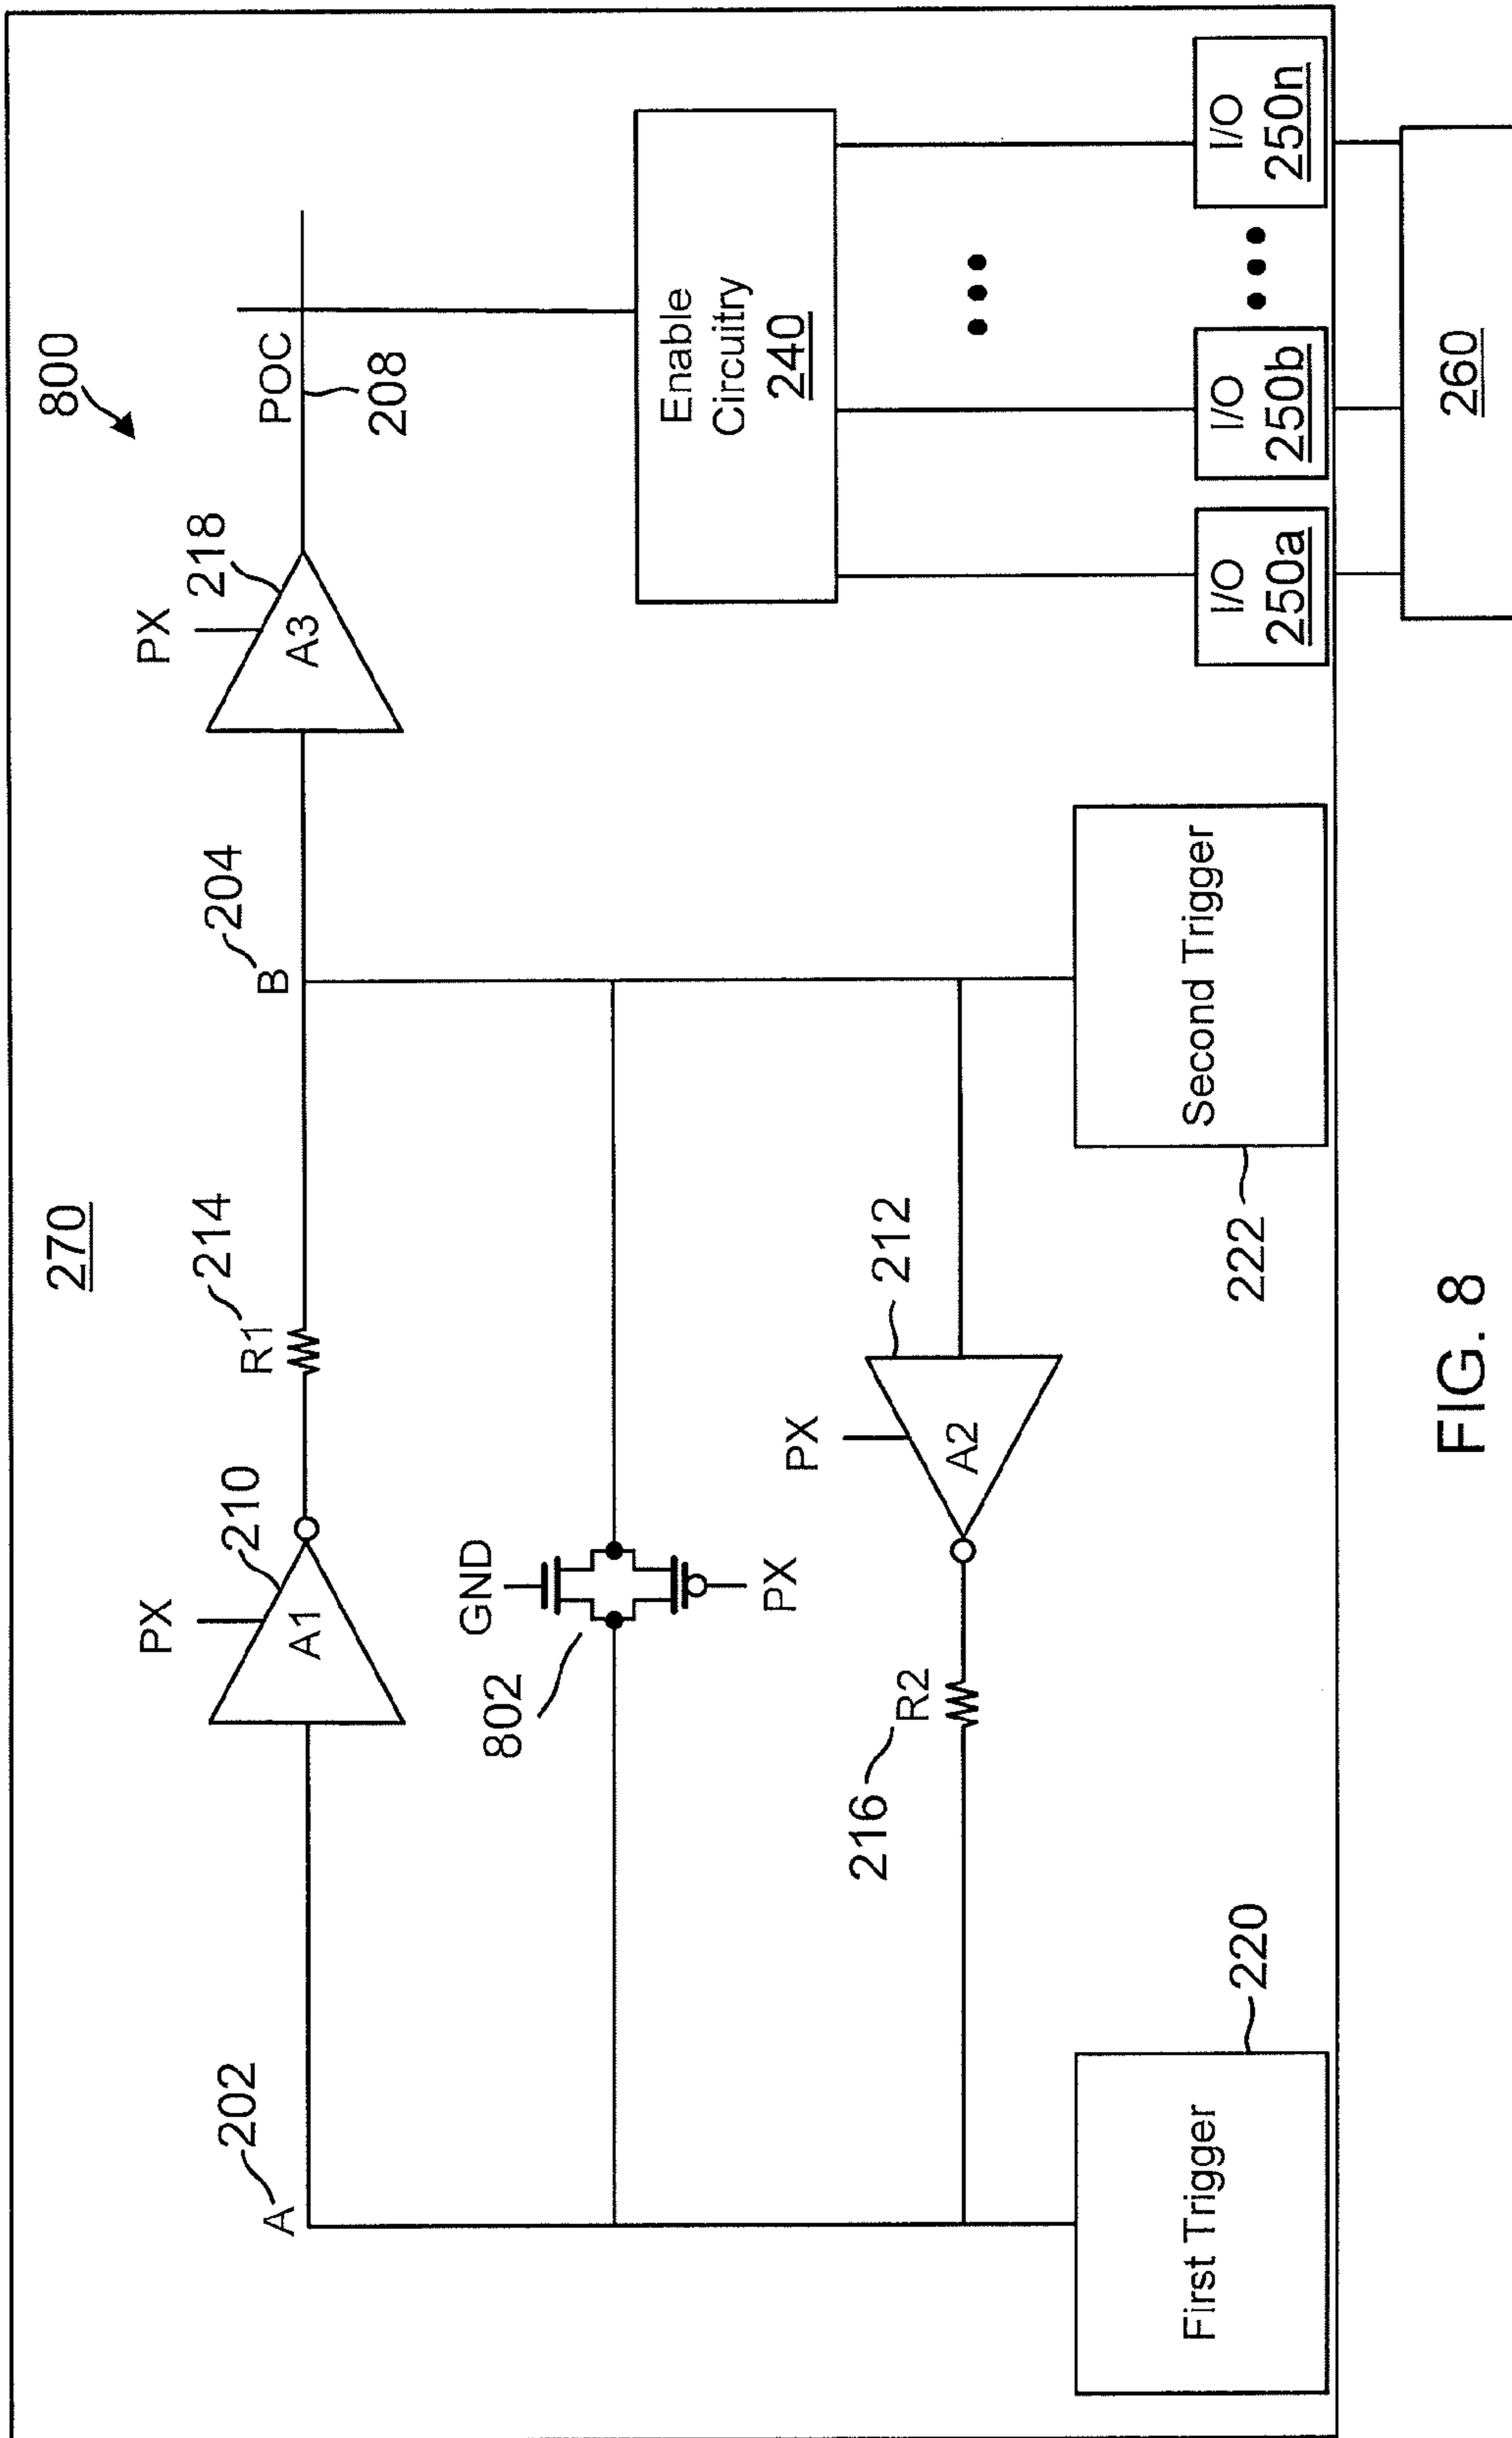 800
270
PX
218
A3
POC
208
204
B
214
R1
PX
210
A1
202
A
GND
802
PX
Enable
Circuitry
240
PX
212
A2
216
R2
First Trigger
220
Second Trigger
222
I/O
250a
I/O
250b
I/O
250n
260
FIG. 8